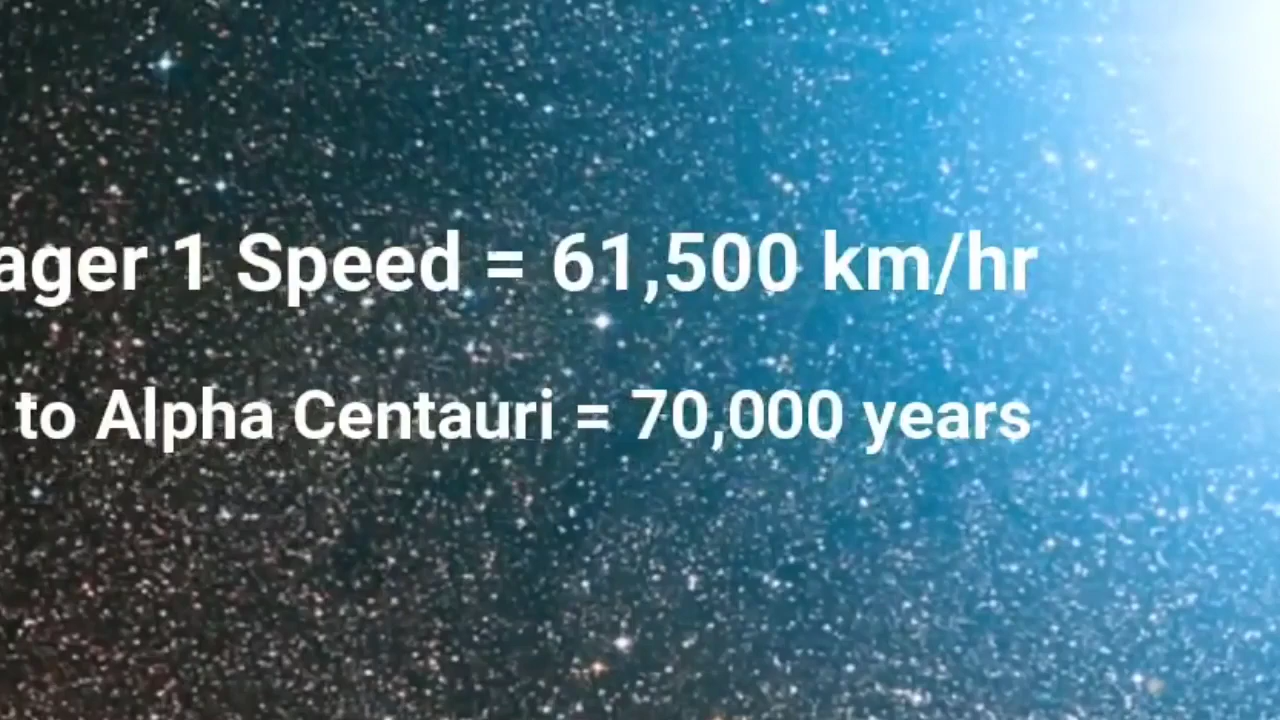 ager 1 Speed = 61,500 km/hr
to Alpha Centauri = 70,000 years